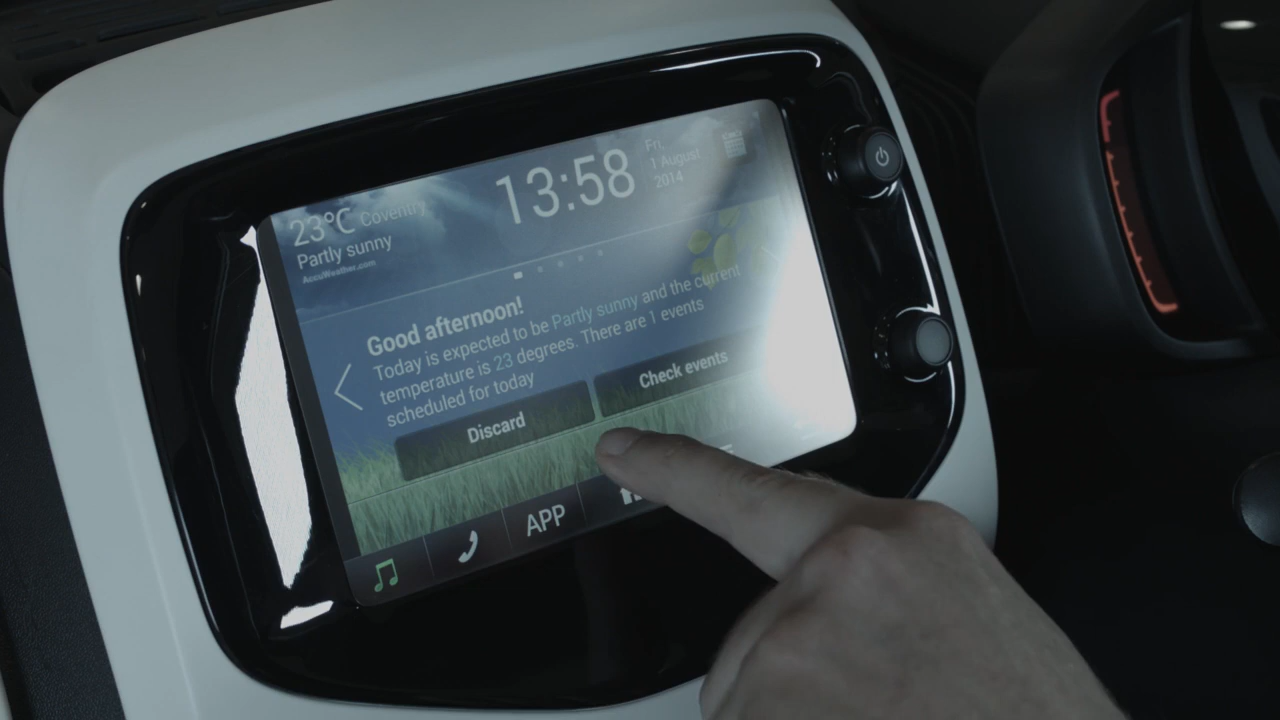 23°C Coventry
Partly sunny
AccuWeather.com
13:58
Fri,
1 August
2014
Good afternoon!
Today is expected to be Partly sunny and the current
temperature is 23 degrees. There are 1 events
scheduled for today
Discard
Check events
APP